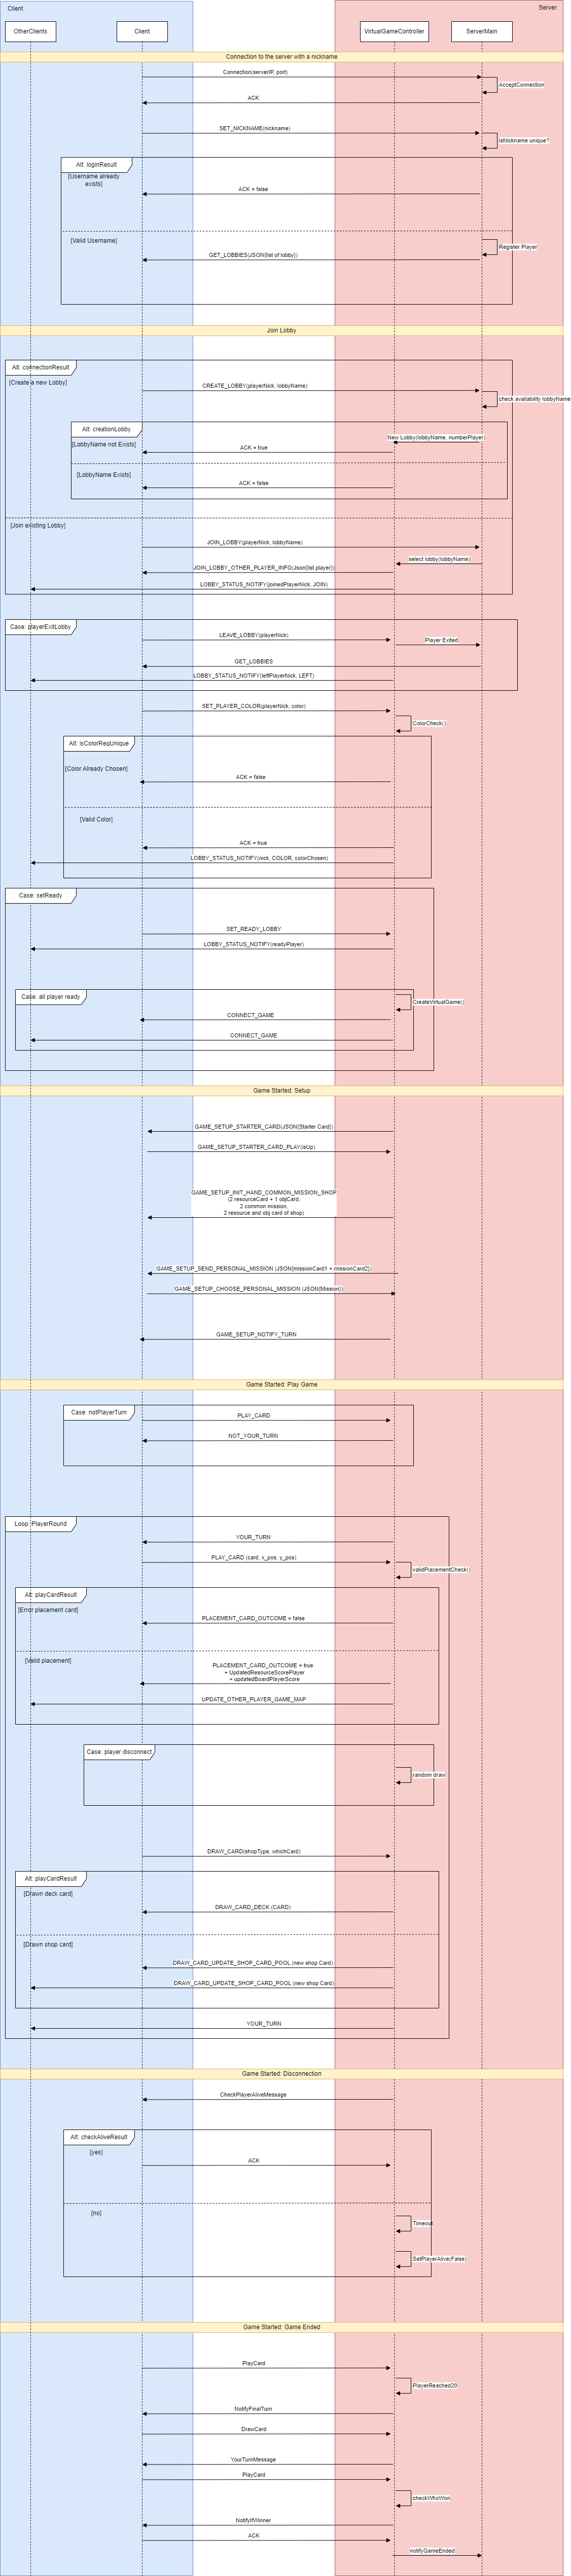 Client
Server
OtherClients
Client
VirtualGameController
ServerMain
Connection to the server with a nickname
Connection(serverIP, port)
AcceptConnection
ACK
SET_NICKNAME(nickname)
isNickname unique?
Alt: loginResult
[Username already
exists]
ACK = false
[Valid Username]
Register Player
GET_LOBBIES(JSON{list of lobby})
Join Lobby
Alt: connectionResult
[Create a new Lobby]
CREATE_LOBBY(playerNick, lobbyName)
check availability lobbyName
Alt: creationLobby
New Lobby(lobbyName, numberPlayer)
[LobbyName not Exists]
ACK = true
[LobbyName Exists]
ACK = false
[Join existing Lobby]
JOIN_LOBBY(playerNick, lobbyName)
select lobby(lobbyName)
JOIN_LOBBY_OTHER_PLAYER_INFO(Json{list player})
LOBBY_STATUS_NOTIFY(joinedPlayerNick, JOIN)
Case: playerExitLobby
LEAVE_LOBBY(playerNick)
Player Exited
GET_LOBBIES
LOBBY_STATUS_NOTIFY(leftPlayerNick, LEFT)
SET_PLAYER_COLOR(playerNick, color)
ColorCheck()
Alt: isColorReqUnique
[Color Already Chosen]
ACK = false
[Valid Color]
ACK = true
LOBBY_STATUS_NOTIFY(nick, COLOR, colorChosen)
Case: setReady
SET_READY_LOBBY
LOBBY_STATUS_NOTIFY(readyPlayer)
Case: all player ready
CreateVirtualGame()
CONNECT_GAME
CONNECT_GAME
Game Started: Setup
GAME_SETUP_STARTER_CARD(JSON{Starter Card})
GAME_SETUP_STARTER_CARD_PLAY(isUp)
GAME_SETUP_INIT_HAND_COMMON_MISSION_SHOP
(2 resourceCard + 1 objCard,
2 common mission,
2 resource and obj card of shop)
GAME_SETUP_SEND_PERSONAL_MISSION (JSON{missionCard1 + missionCard2})
GAME_SETUP_CHOOSE_PERSONAL_MISSION (JSON{Mission})
GAME_SETUP_NOTIFY_TURN
Game Started: Play Game
Case: notPlayerTurn
PLAY_CARD
NOT_YOUR_TURN
Loop: PlayerRound
YOUR_TURN
PLAY_CARD (card, x_pos, y_pos)
validPlacementCheck()
Alt: playCardResult
[Error placement card]
PLACEMENT_CARD_OUTCOME = false
[Valid placement]
PLACEMENT_CARD_OUTCOME = true
+ UpdatedResourceScorePlayer
+ updatedBoardPlayerScore
UPDATE_OTHER_PLAYER_GAME_MAP
Case: player disconnect
random draw
DRAW_CARD(shopType, whichCard)
Alt: playCardResult
[Drawn deck card]
DRAW_CARD_DECK (CARD)
[Drawn shop card]
DRAW_CARD_UPDATE_SHOP_CARD_POOL (new shop Card)
DRAW_CARD_UPDATE_SHOP_CARD_POOL (new shop Card)
YOUR_TURN
Game Started: Disconnection
CheckPlayerAliveMessage
Alt: checkAliveResult
[yes]
ACK
[no]
Timeout
SetPlayerAlive(False)
Game Started: Game Ended
PlayCard
PlayerReached20
NotifyFinalTurn
DrawCard
YourTurnMessage
PlayCard
checkWhoWon
NotifyIfWinner
ACK
notifyGameEnded